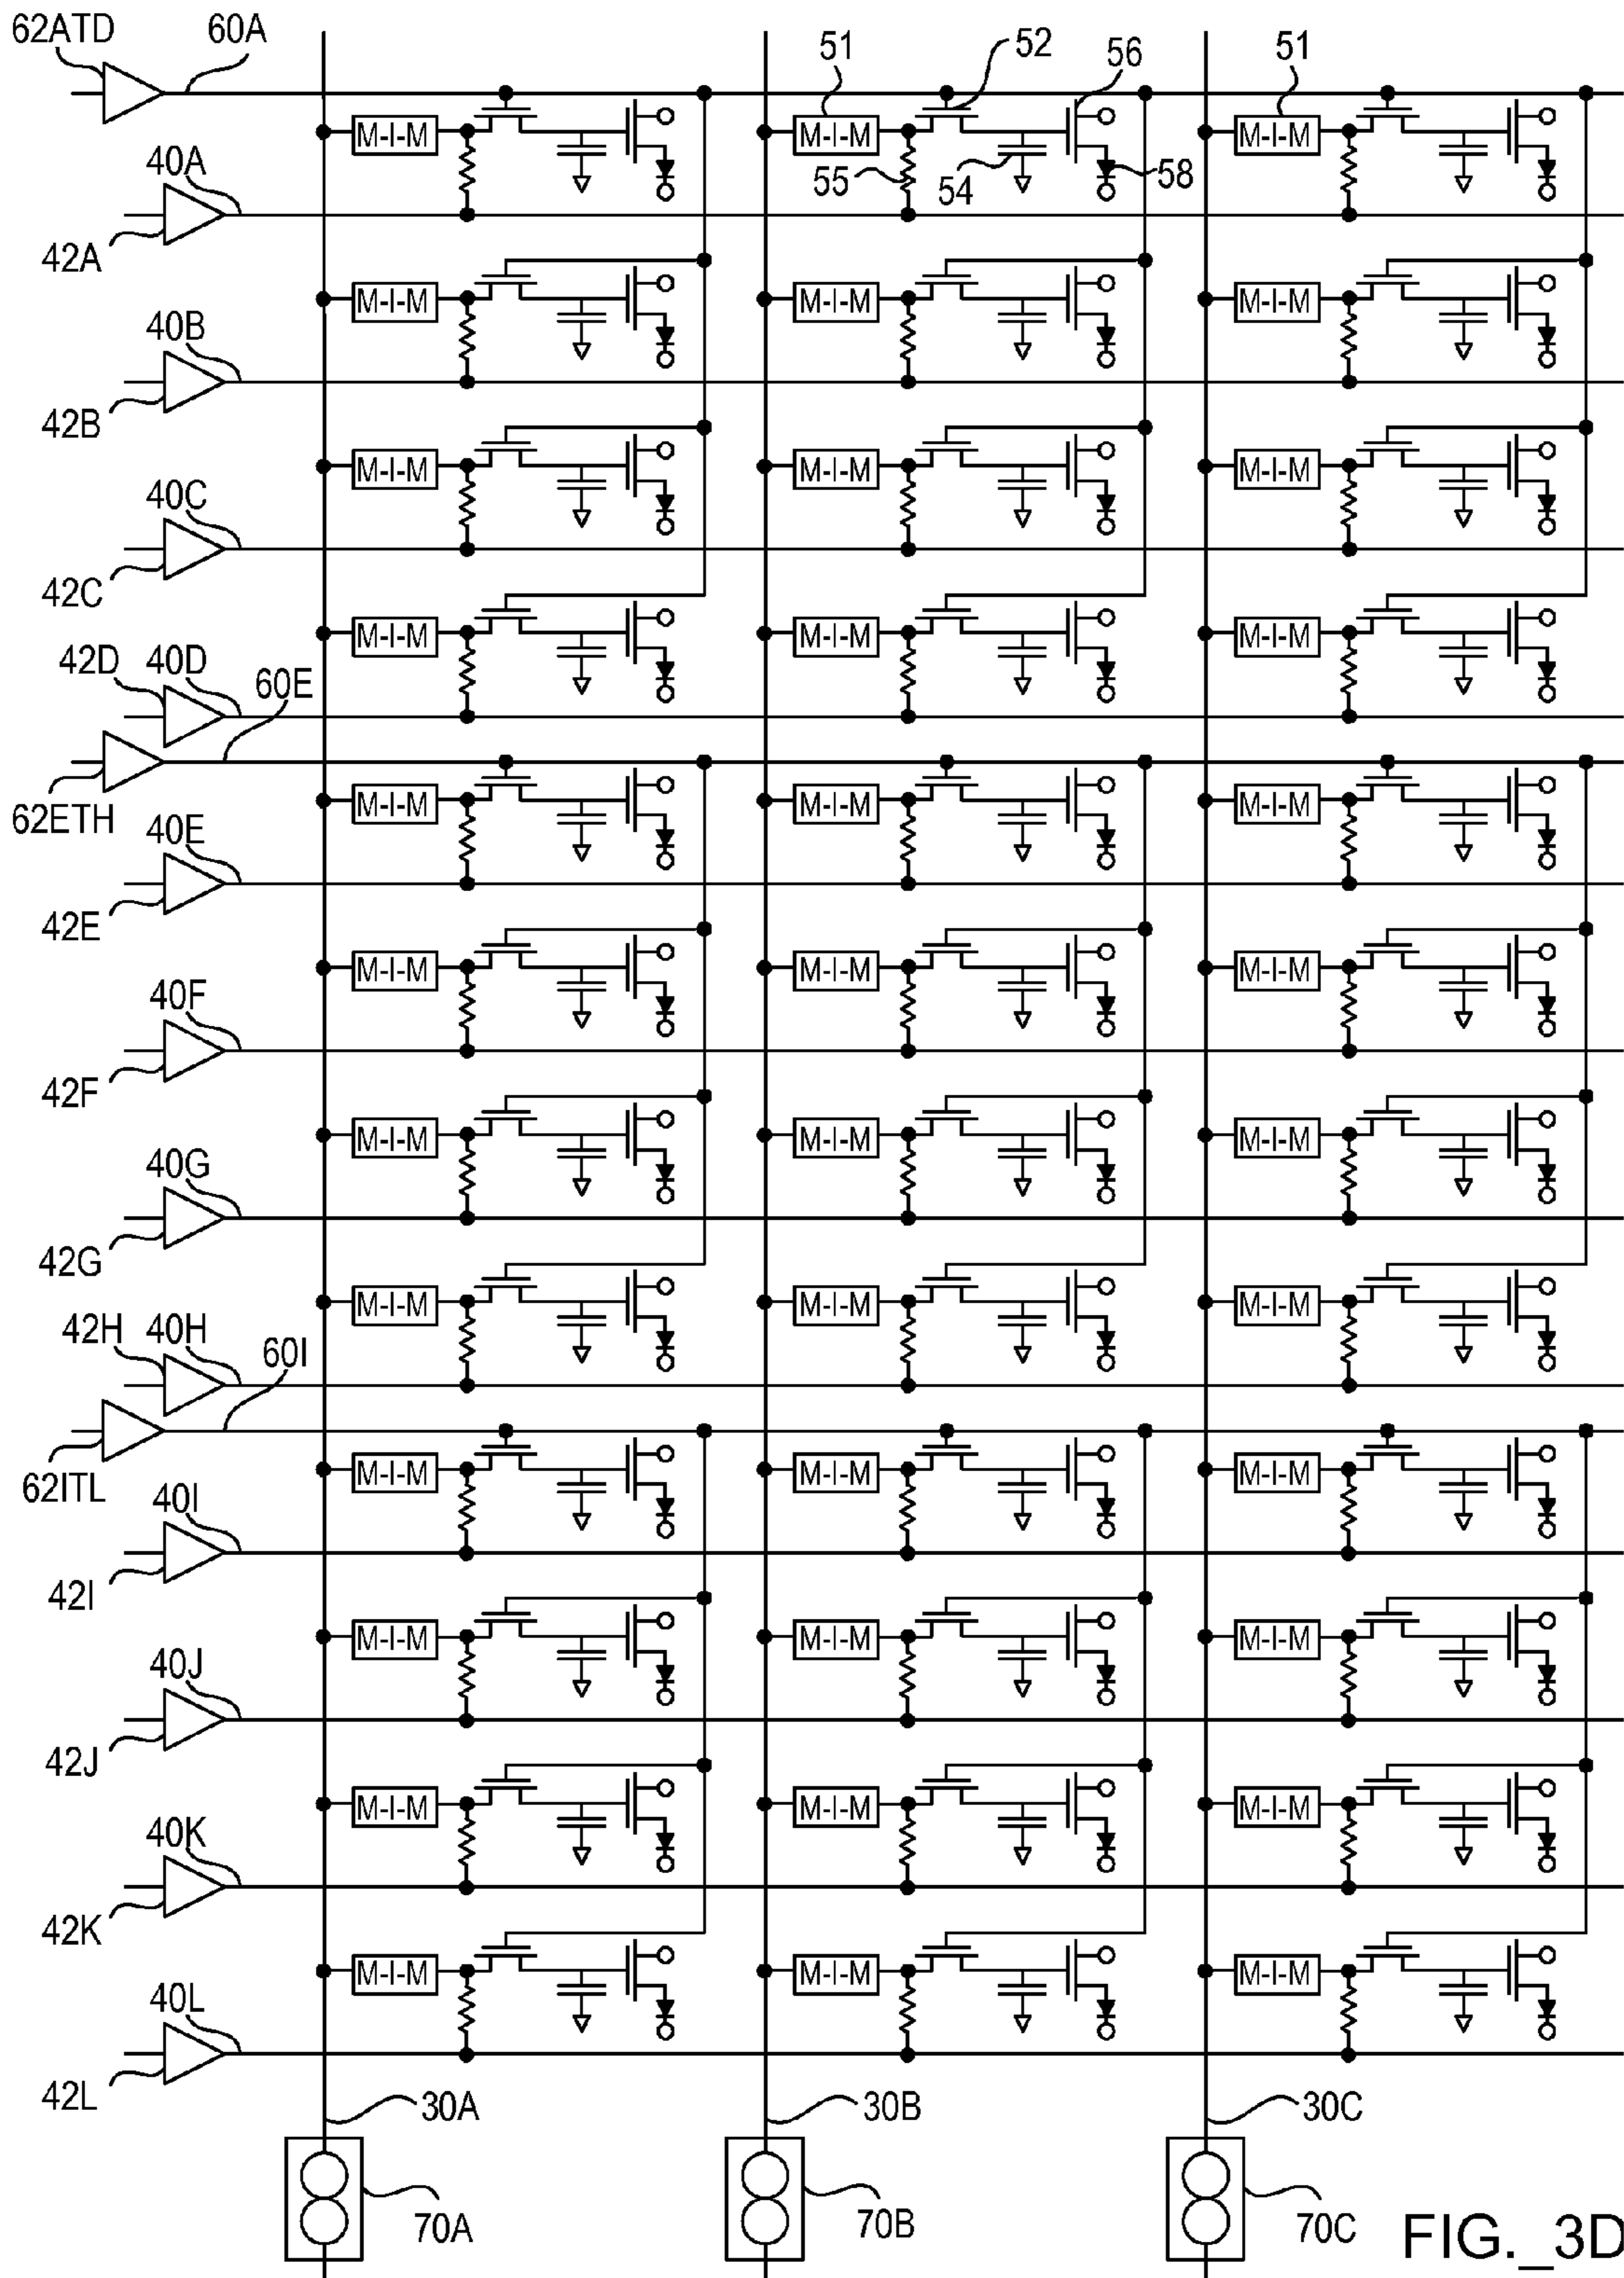 62ATD 60A 51 52 56 51
M-I-M M-I-M M-I-M
40A 55 54 58
42A
M-I-M M-I-M M-I-M
40B
42B
M-I-M M-I-M M-I-M
40C
42C
M-I-M M-I-M M-I-M
42D 40D 60E
62ETH
M-I-M M-I-M M-I-M
40E
42E
M-I-M M-I-M M-I-M
40F
42F
M-I-M M-I-M M-I-M
40G
42G
M-I-M M-I-M M-I-M
42H 40H 60I
62ITL
M-I-M M-I-M M-I-M
40I
42I
M-I-M M-I-M M-I-M
40J
42J
M-I-M M-I-M M-I-M
40K
42K
M-I-M M-I-M M-I-M
40L
42L
30A 30B 30C
70A 70B 70C
FIG._3D